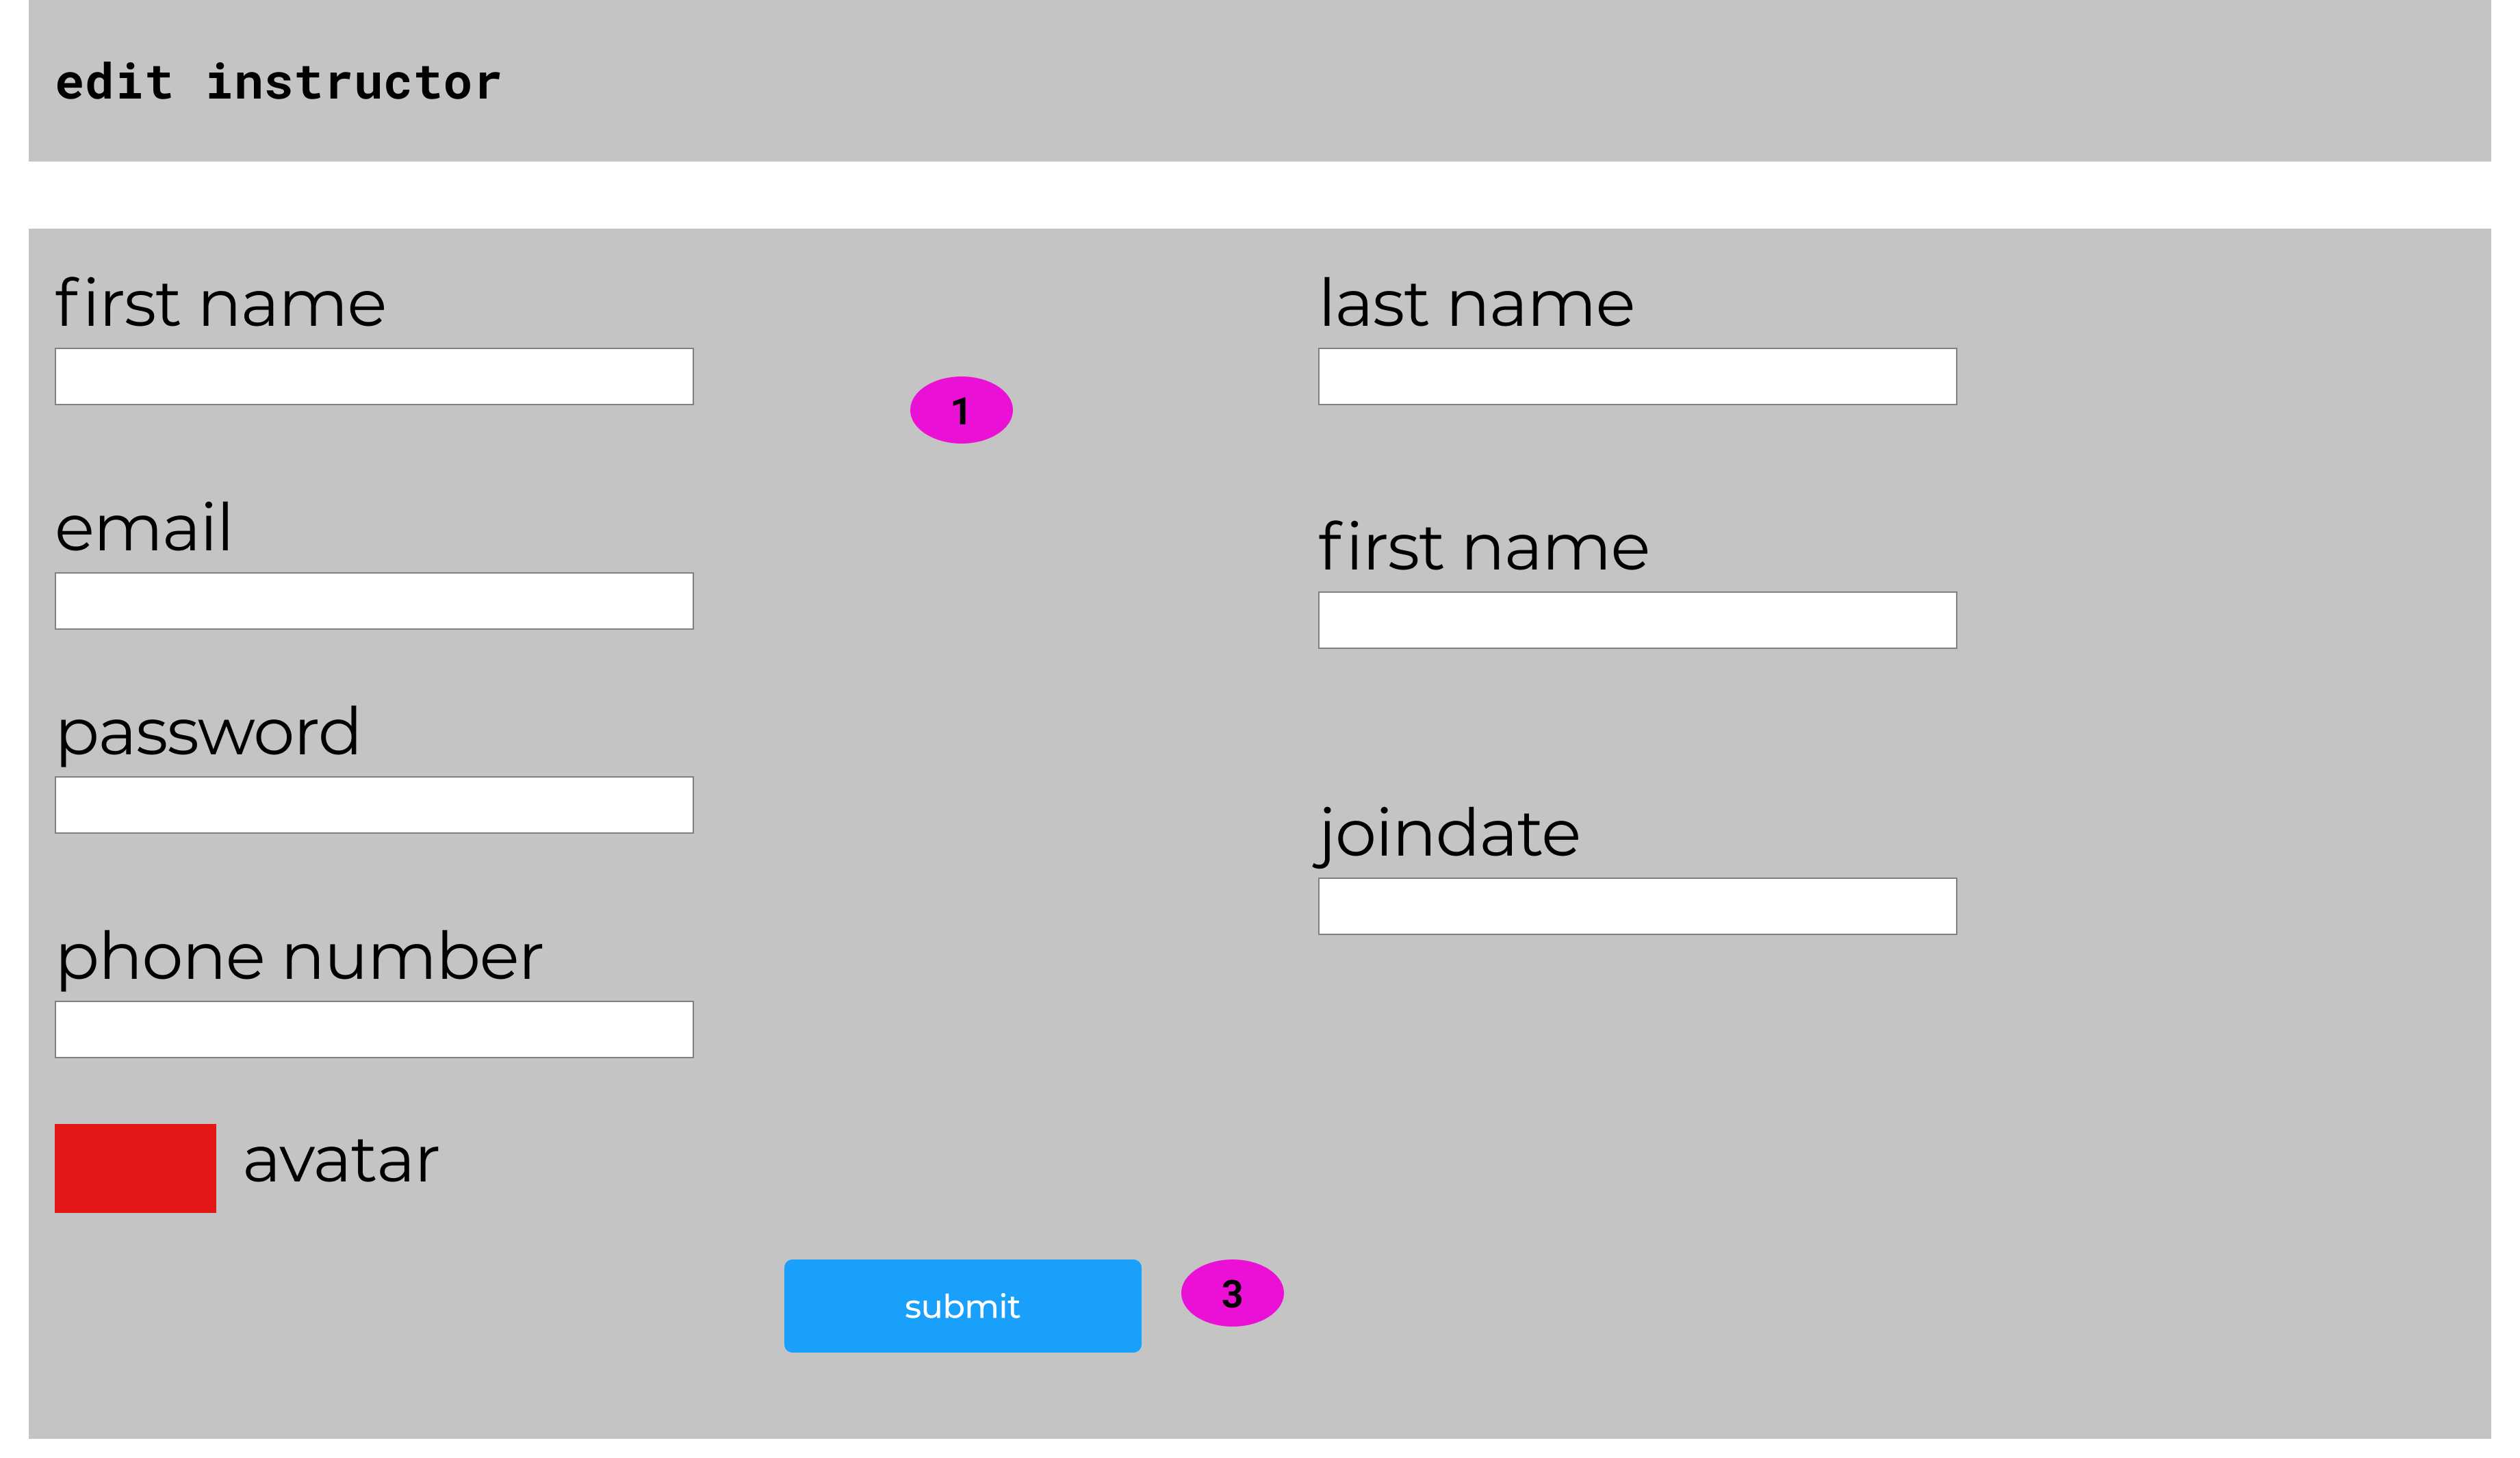 edit instructor
first name
last name
1
email
first name
password
joindate
phone number
avatar
submit
3